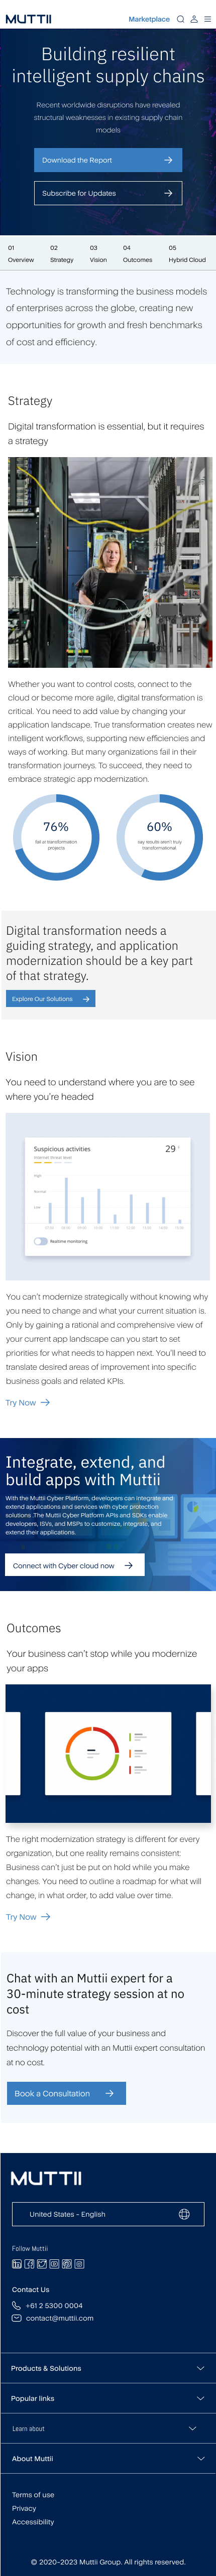 MUTTII
Marketplace
Building resilient
intelligent supply chains
Recent worldwide disruptions have revealed
structural weaknesses in existing supply chain
models
Download the Report
Subscribe for Updates
01 02 03 04 05
Overview Strategy Vision Outcomes Hybrid Cloud
Technology is transforming the business models
of enterprises across the globe, creating new
opportunities for growth and fresh benchmarks
of cost and efficiency.
Strategy
Digital transformation is essential, but it requires
a strategy
Whether you want to control costs, connect to the
cloud or become more agile, digital transformation is
critical. You need to add value by changing your
application landscape. True transformation creates new
intelligent workflows, supporting new efficiencies and
ways of working. But many organizations fail in their
transformation journeys. To succeed, they need to
embrace strategic app modernization.
76%
fail at transformation
projects
60%
say results aren't truly
transformational
Digital transformation needs a
guiding strategy, and application
modernization should be a key part
of that strategy.
Explore Our Solutions
Vision
You need to understand where you are to see
where you're headed
Suspicious activities
29
Internet threat level
High
Normal
Low
Realtime monitoring
You can't modernize strategically without knowing why
you need to change and what your current situation is.
Only by gaining a rational and comprehensive view of
your current app landscape can you start to set
priorities for what needs to happen next. You'll need to
translate desired areas of improvement into specific
business goals and related KPIs.
Try Now
Integrate, extend, and
build apps with Muttii
With the Muttii Cyber Platform, developers can integrate and
extend applications and services with cyber protection
solutions .The Muttii Cyber Platform APIs and SDKs enable
developers, ISVs, and MSPs to customize, integrate, and
extend their applications.
Connect with Cyber cloud now
Outcomes
Your business can't stop while you modernize
your apps
The right modernization strategy is different for every
organization, but one reality remains consistent:
Business can't just be put on hold while you make
changes. You need to outline a roadmap for what will
change, in what order, to add value over time.
Try Now
Chat with an Muttii expert for a
30-minute strategy session at no
cost
Discover the full value of your business and
technology potential with an Muttii expert consultation
at no cost.
Book a Consultation
MUTTII
United States - English
Follow Muttii
Contact Us
+61 2 5300 0004
contact@muttii.com
Products & Solutions
Popular links
Learn about
About Muttii
Terms of use
Privacy
Accessibility
© 2020-2023 Muttii Group. All rights reserved.